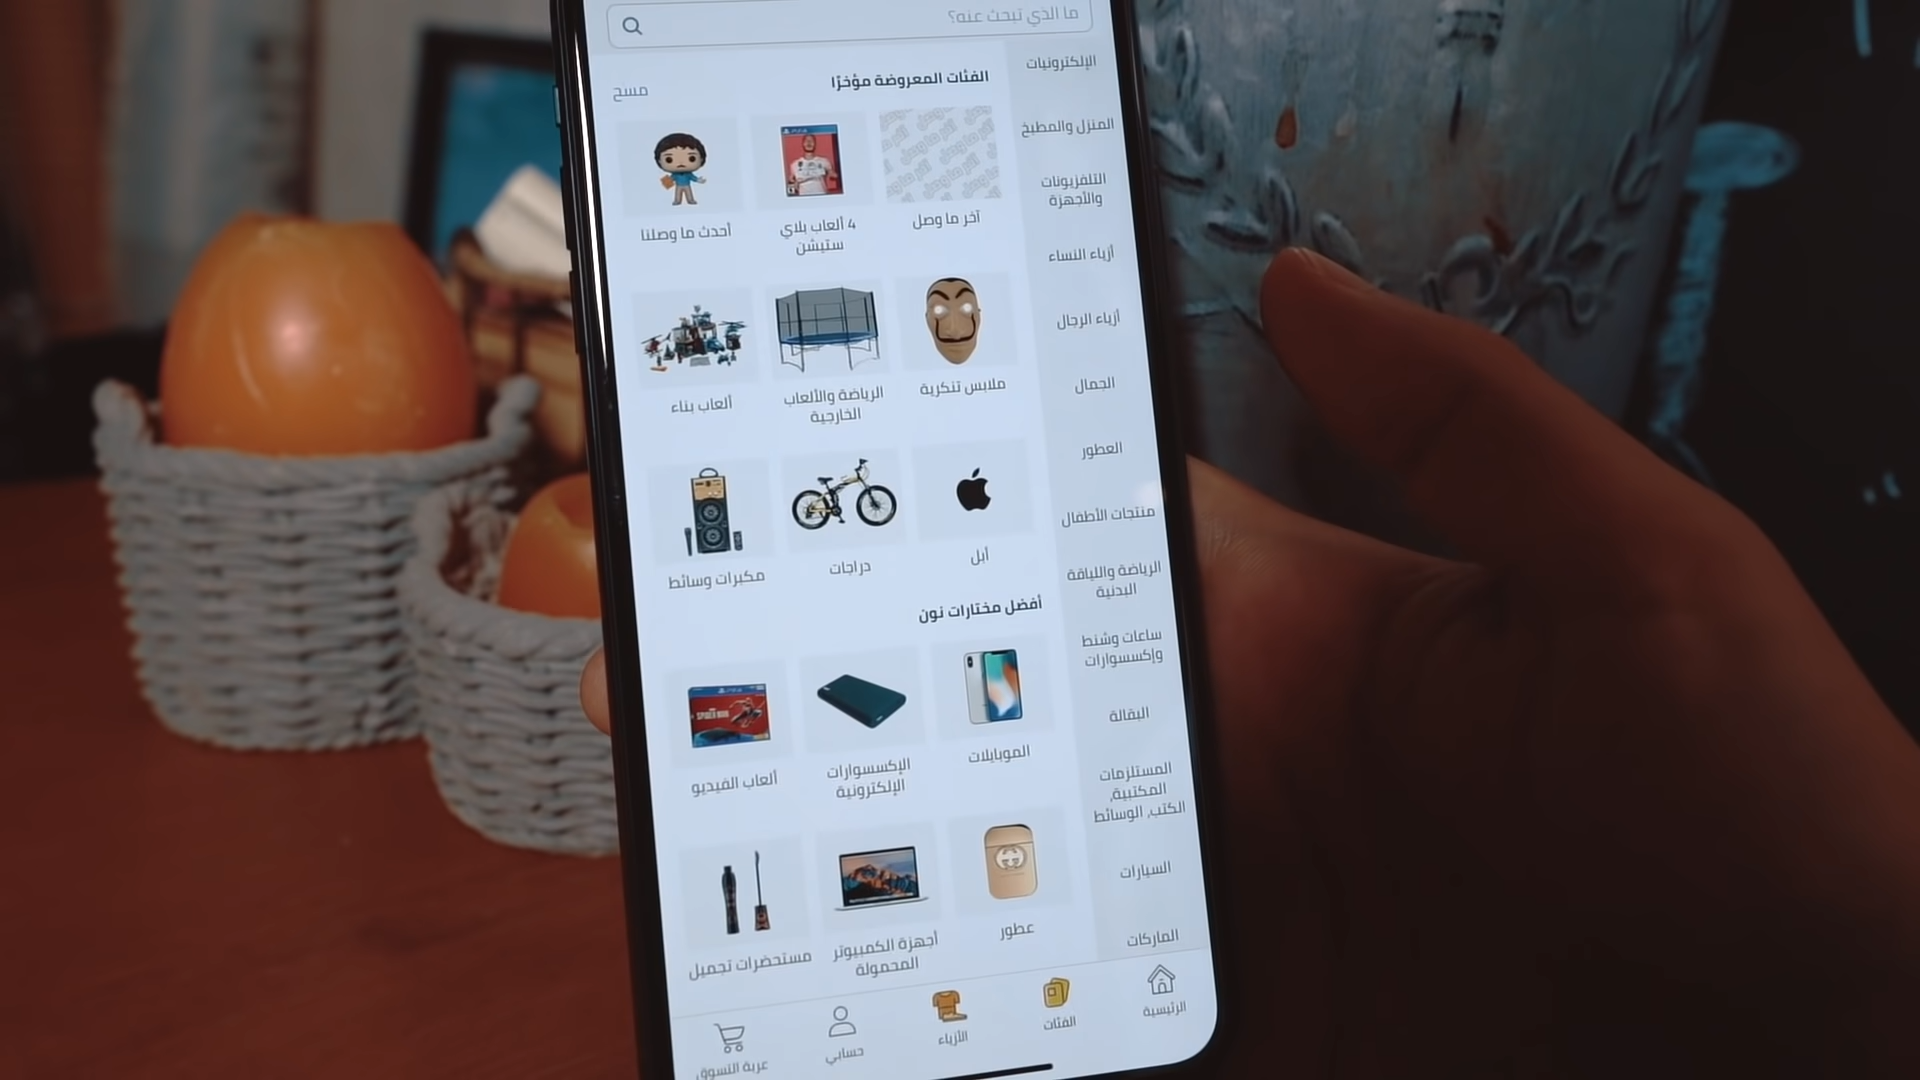 ما الذي تبحث عنه؟
الفئات المعروضة مؤخرًا
مسح
آخر ما وصل
4 ألعاب بلاي
ستيشن
أحدث ما وصلنا
ملابس تنكرية
الرياضة والألعاب
الخارجية
ألعاب بناء
أبل
دراجات
مكبرات وسائط
أفضل مختارات نون
الموبايلات
الإكسسوارات
الإلكترونية
ألعاب الفيديو
SPIDER-MAN
عطور
أجهزة الكمبيوتر
المحمولة
مستحضرات تجميل
الإلكترونيات
المنزل والمطبخ
التلفزيونات
والأجهزة
أزياء النساء
أزياء الرجال
الجمال
العطور
منتجات الأطفال
الرياضة واللياقة
البدنية
ساعات وشنط
وإكسسوارات
البقالة
المستلزمات
المكتبية,
الكتب, الوسائط
السيارات
الماركات
الرئيسية
الفئات
الأزياء
حسابي
عربة التسوق